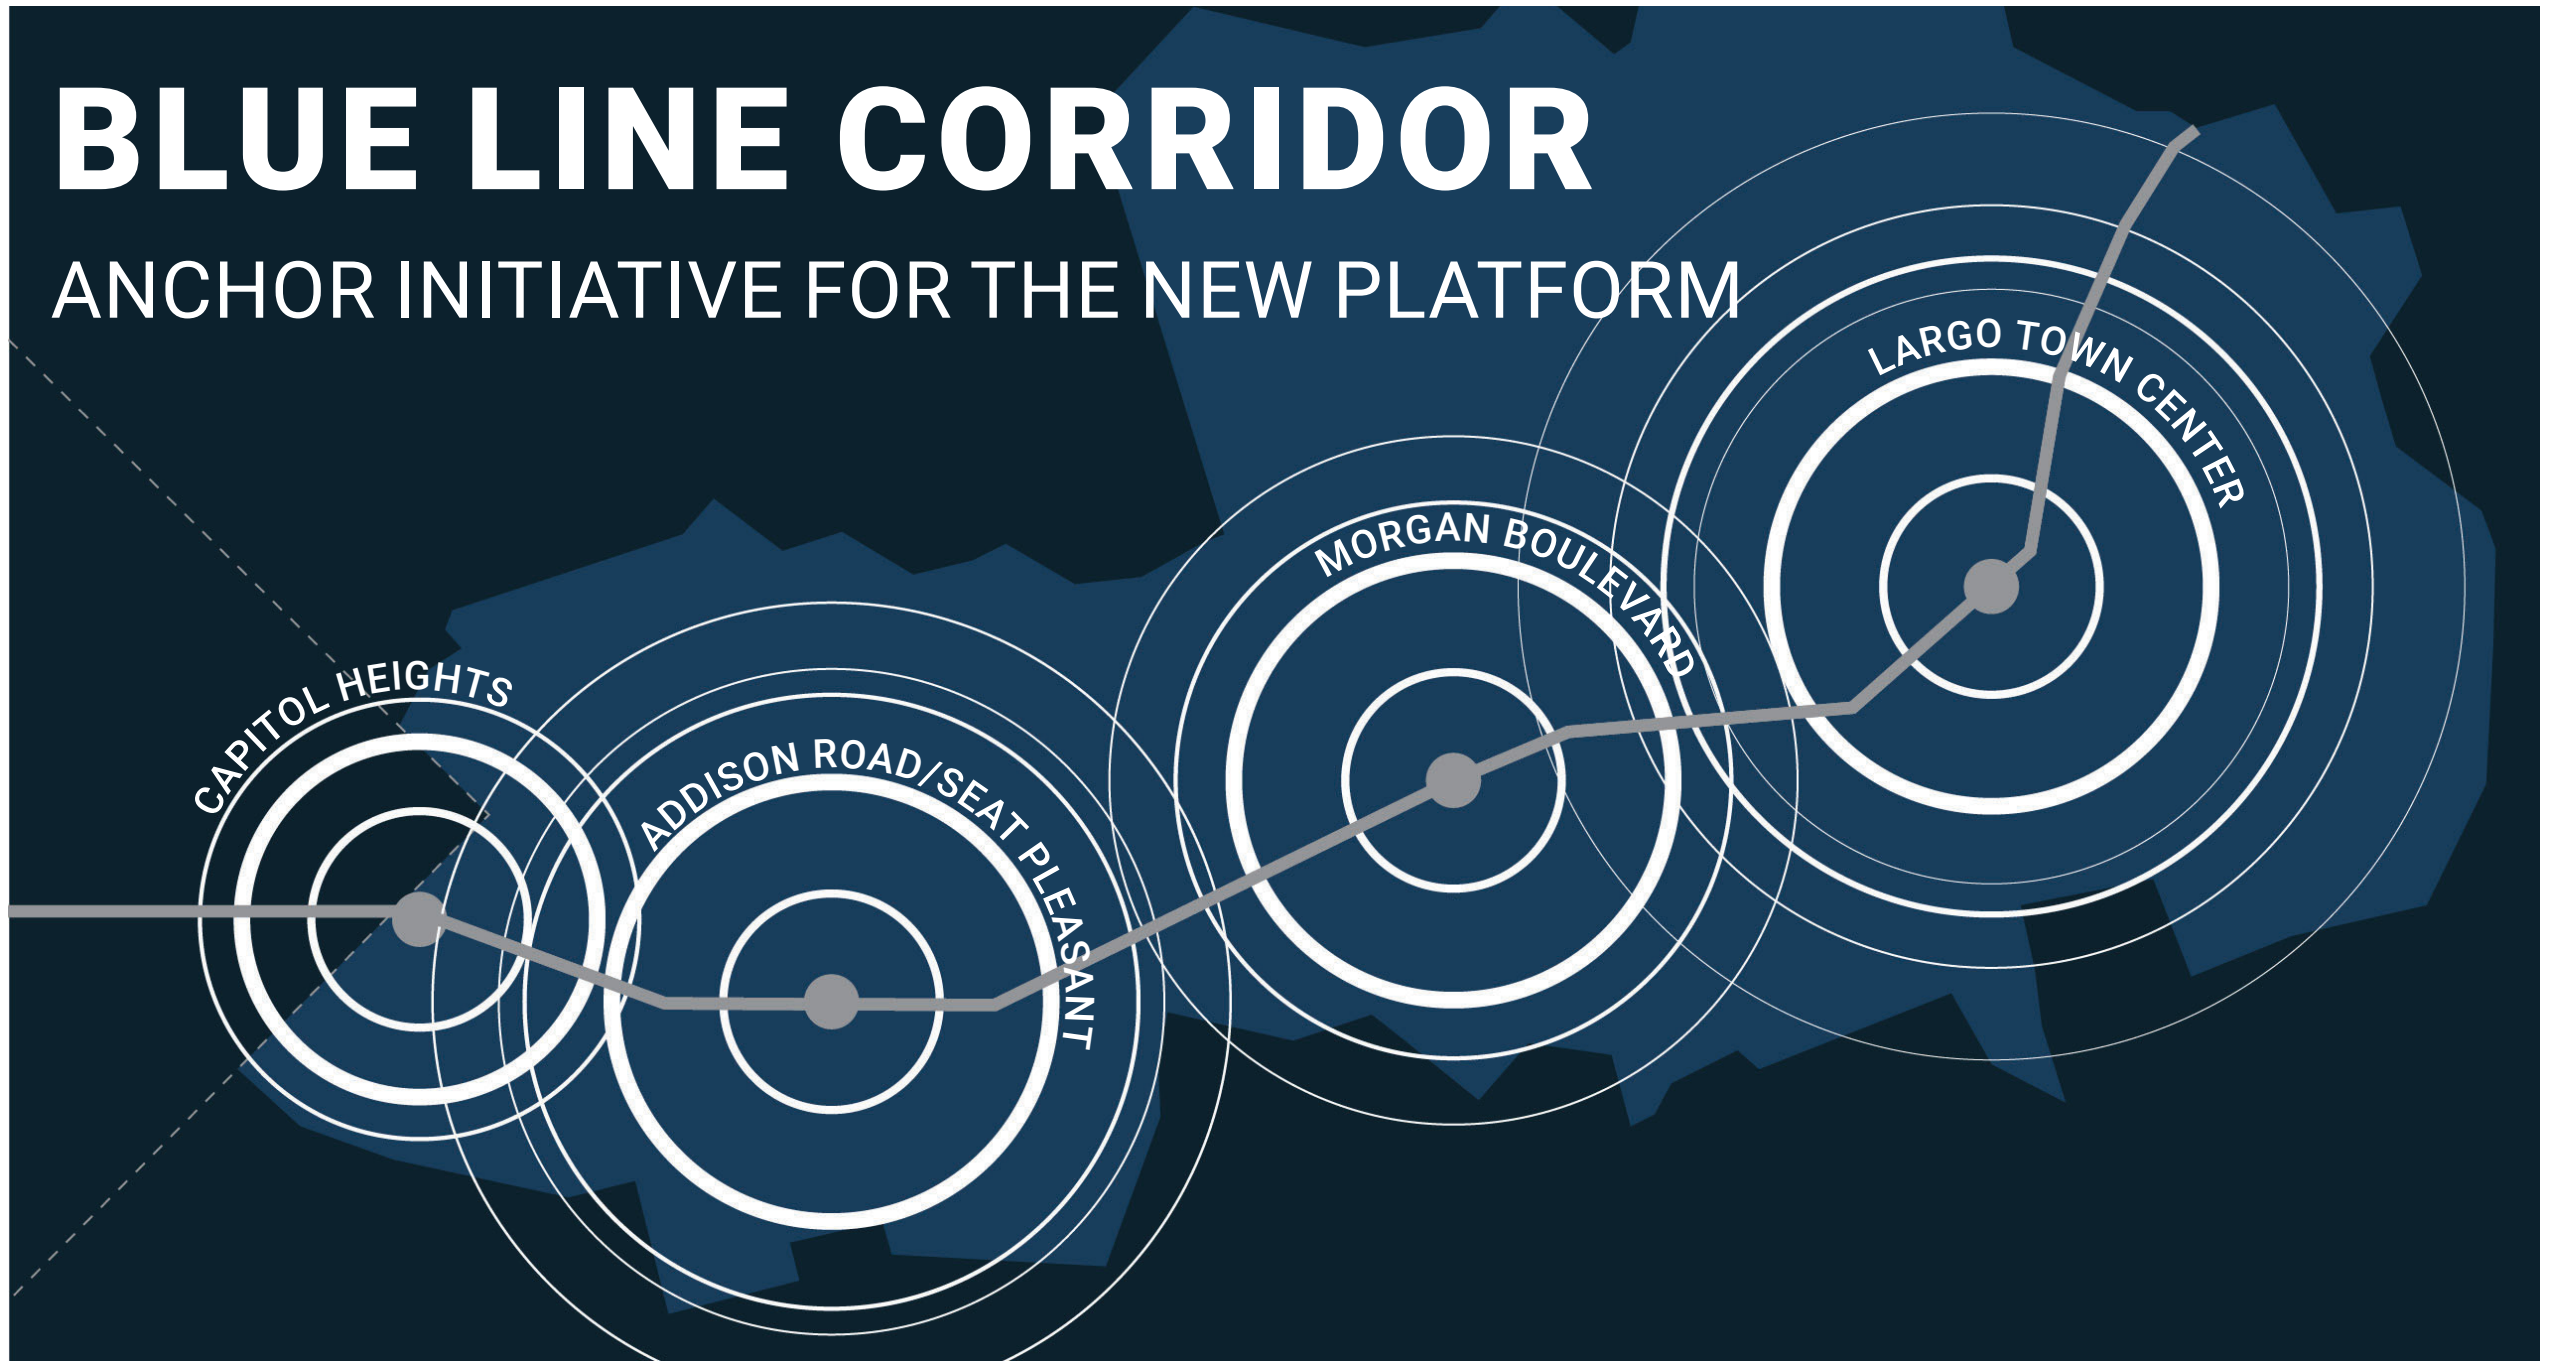 BLUE LINE CORRIDOR
ANCHOR INITIATIVE FOR THE NEW PLATFORM
LARGO TOWN CENTER
MORGAN BOULEVARD
CAPITOL HEIGHTS
ADDISON ROAD/SEAT PLEASANT